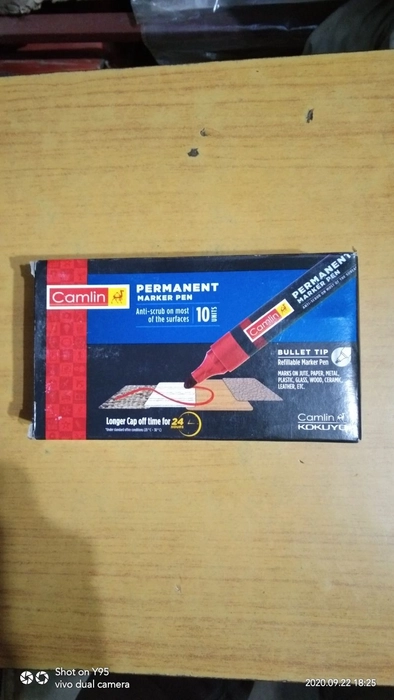 Camlin
PERMANENT
MARKER PEN
Anti-scrub on most
of the surfaces
10 UNITS
PERMANENT
MARKER PEN
Camlin
BULLET TIP
Refillable Marker Pen
MARKS ON JUTE, PAPER, METAL,
PLASTIC, GLASS, WOOD, CERAMIC,
LEATHER, ETC.
Longer Cap off time for 24 HOURS
Camlin
KOKUYO
Shot on Y95
vivo dual camera
2020.09.22 18:25